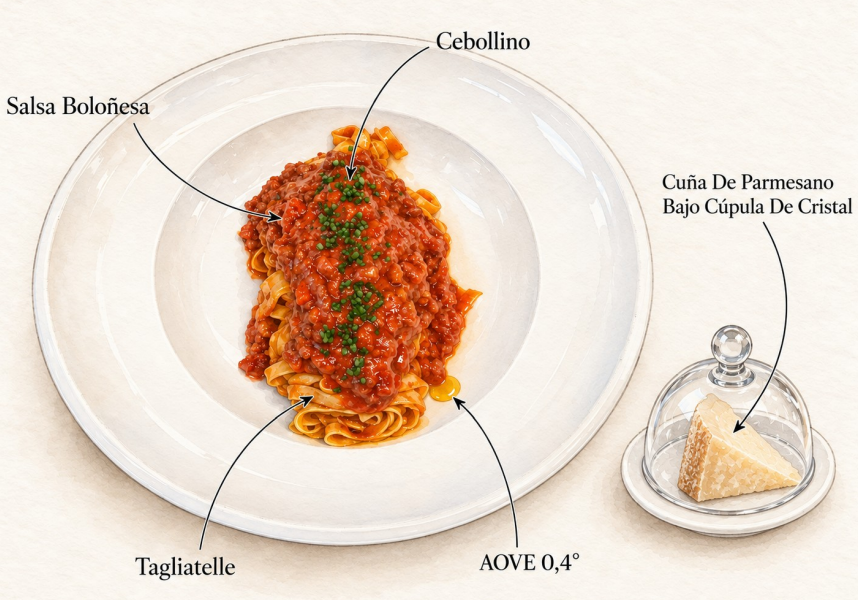 Cebollino
Salsa Boloñesa
Cuña De Parmesano
Bajo Cúpula De Cristal
Tagliatelle
AOVE 0,4°